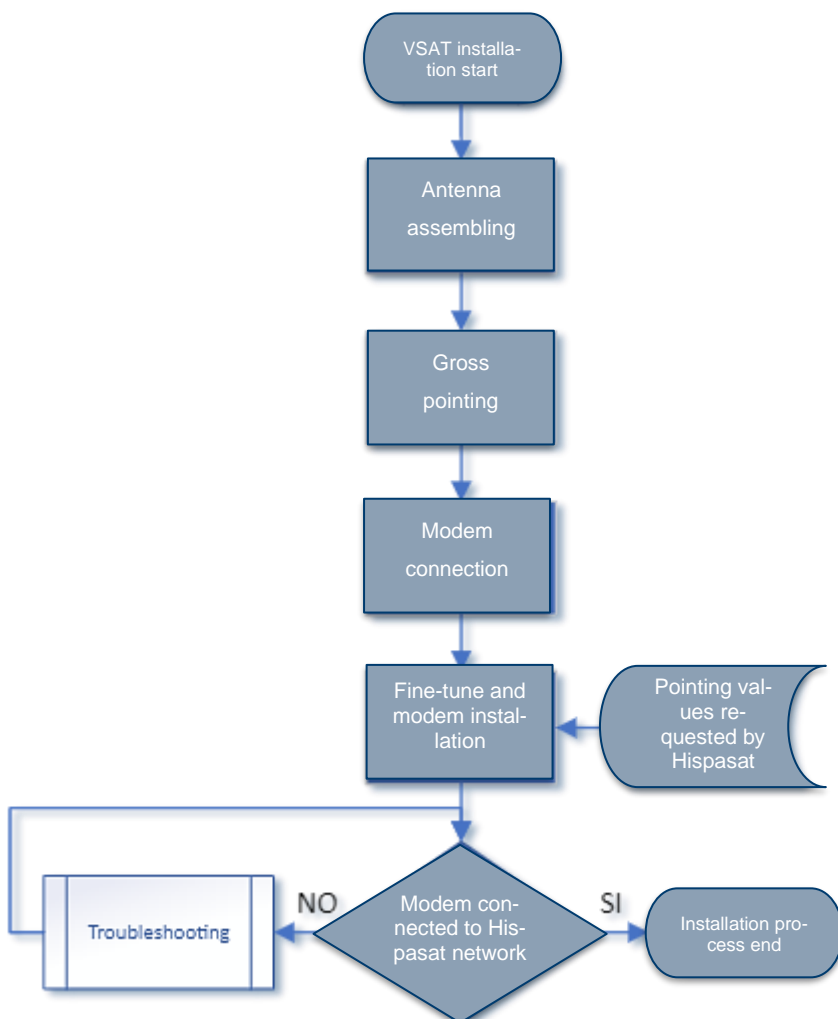 VSAT installa-
tion start
Antenna
assembling
Gross
pointing
Modem
connection
Fine-tune and
modem instal-
lation
Pointing val-
ues re-
quested by
Hispasat
Troubleshooting
NO
Modem con-
nected to His-
pasat network
SI
Installation pro-
cess end